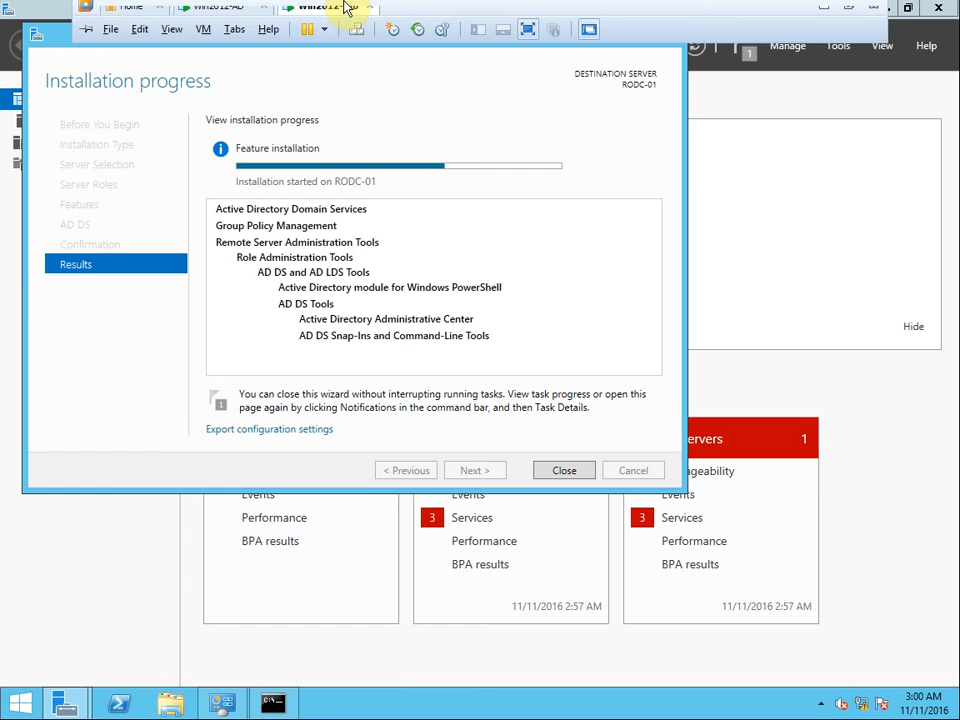 Home
Win2012-AD
Win2012-
File
Edit
View
VM
Tabs
Help
1
Manage
Tools
View
Help
Installation progress
DESTINATION SERVER
RODC-01
Before You Begin
Installation Type
Server Selection
Server Roles
Features
AD DS
Confirmation
Results
View installation progress
Feature installation
Installation started on RODC-01
Active Directory Domain Services
Group Policy Management
Remote Server Administration Tools
Role Administration Tools
AD DS and AD LDS Tools
Active Directory module for Windows PowerShell
AD DS Tools
Active Directory Administrative Center
AD DS Snap-Ins and Command-Line Tools
1
You can close this wizard without interrupting running tasks. View task progress or open this
page again by clicking Notifications in the command bar, and then Task Details.
Export configuration settings
< Previous
Next >
Close
Cancel
Hide
ervers
1
ageability
Events
Events
Events
Performance
3
Services
3
Services
BPA results
Performance
Performance
BPA results
BPA results
11/11/2016 2:57 AM
11/11/2016 2:57 AM
C:\
3:00 AM
11/11/2016